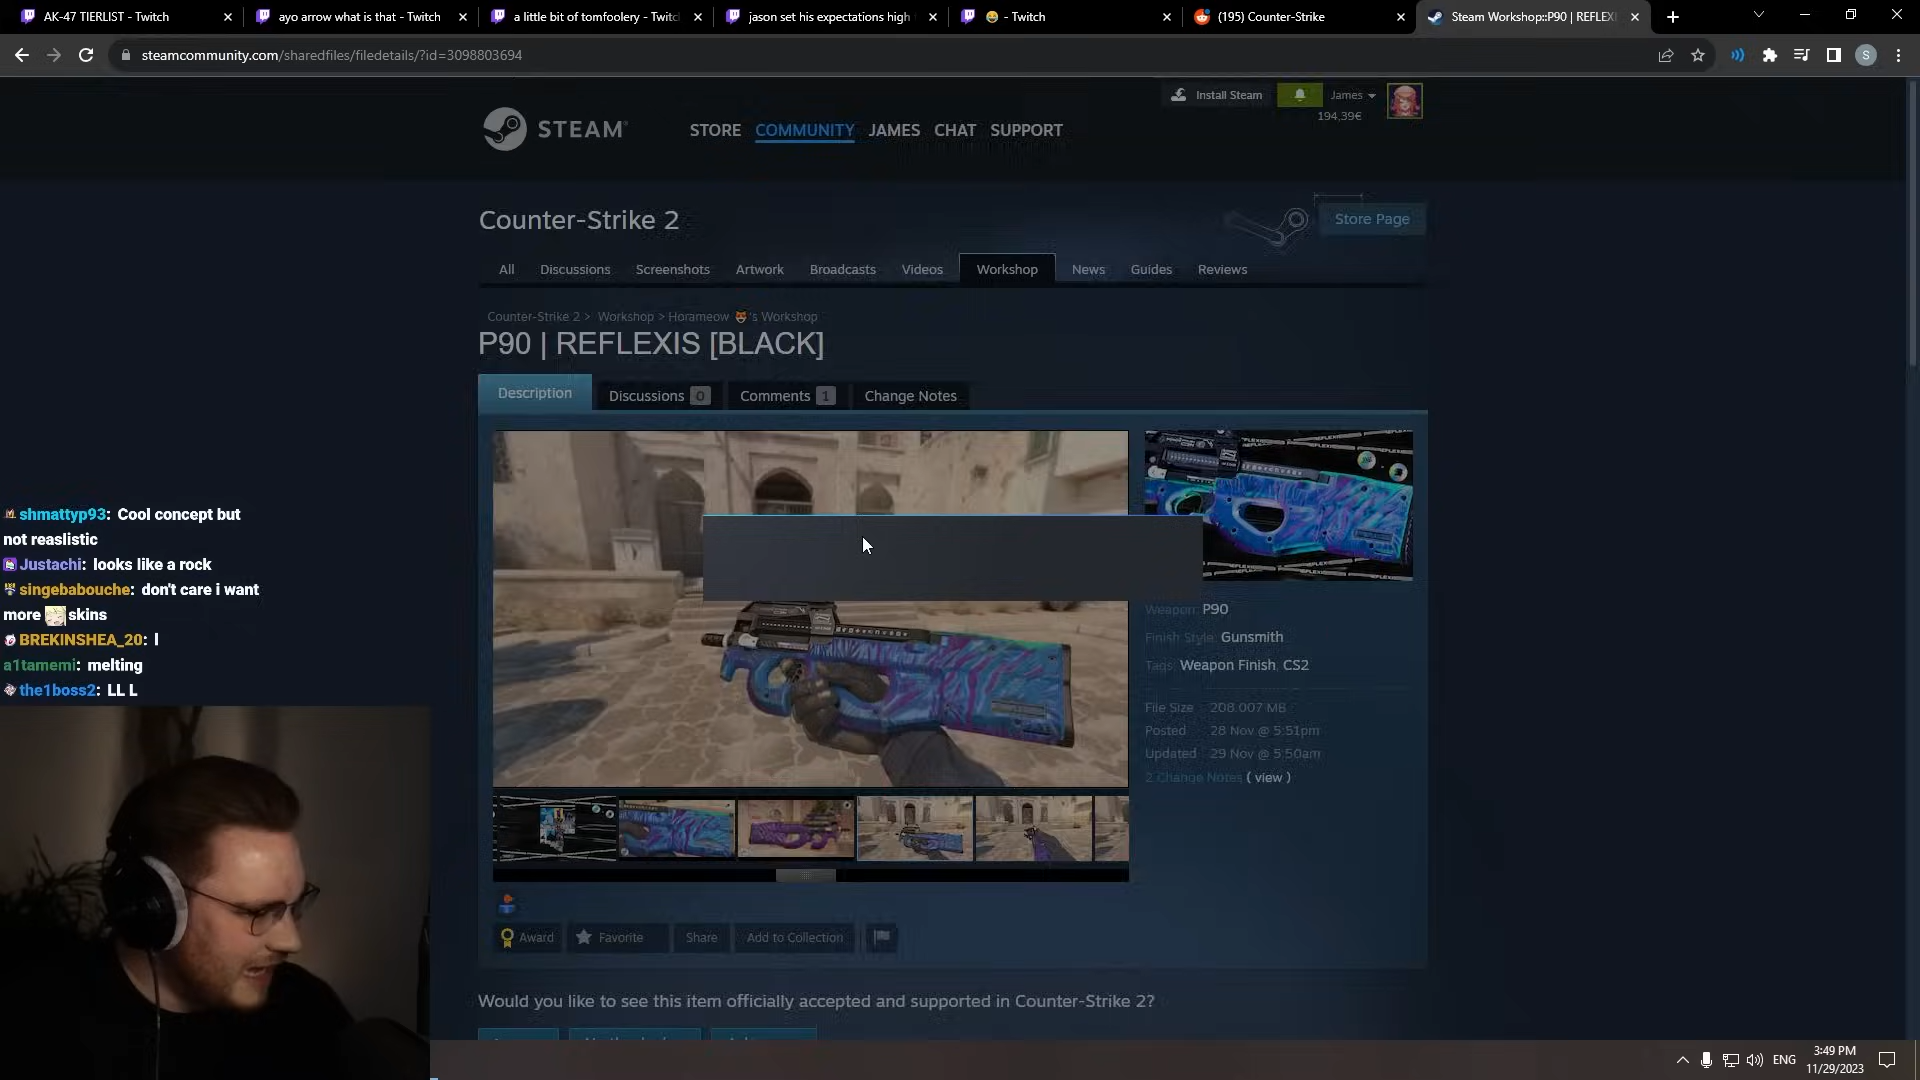 AK-47 TIERLIST - Twitch
ayo arrow what is that - Twitch
a little bit of tomfoolery - Twitc
jason set his expectations high
😂 - Twitch
(195) Counter-Strike
Steam Workshop::P90 | REFLEXI
steamcommunity.com/sharedfiles/filedetails/?id=3098803694
S
Install Steam
James
194,39€
STEAM
STORE COMMUNITY JAMES CHAT SUPPORT
Counter-Strike 2
Store Page
All Discussions Screenshots Artwork Broadcasts Videos Workshop News Guides Reviews
Counter-Strike 2 > Workshop > Horameow 🦊's Workshop
P90 | REFLEXIS [BLACK]
Description Discussions 0 Comments 1 Change Notes
shmattyp93: Cool concept but
not reaslistic
Justachi: looks like a rock
singebabouche: don't care i want
more skins
BREKINSHEA_20: l
a1tamemi: melting
the1boss2: LL L
Weapon: P90
Finish Style: Gunsmith
Tags: Weapon Finish, CS2
File Size 208.007 MB
Posted 28 Nov @ 5:51pm
Updated 29 Nov @ 5:50am
2 Change Notes ( view )
Award Favorite Share Add to Collection
Would you like to see this item officially accepted and supported in Counter-Strike 2?
ENG
3:49 PM
11/29/2023